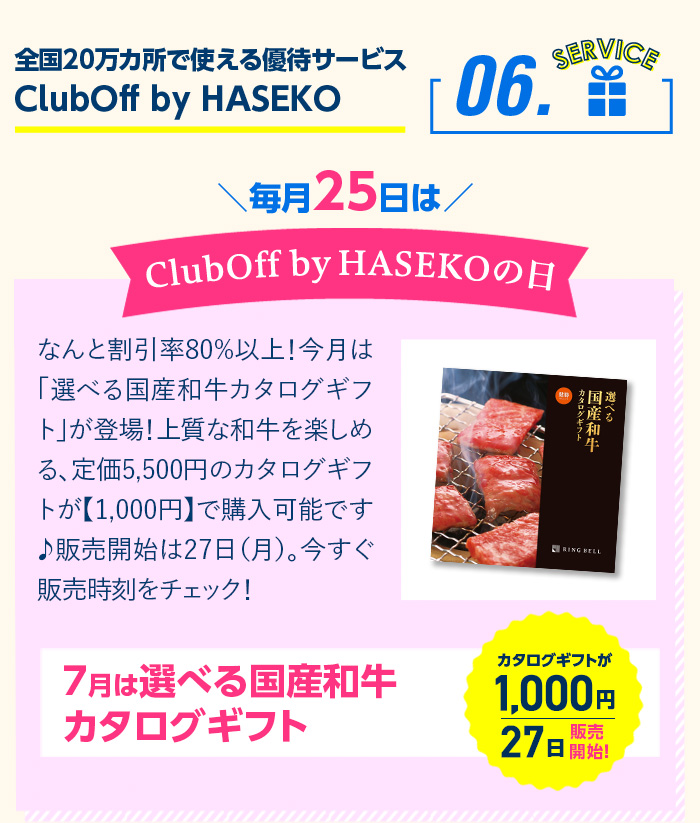 全国20万カ所で使える優待サービス
ClubOff by HASEKO
06.
SERVICE
＼毎月25日は／
ClubOff by HASEKOの日
なんと割引率80%以上！今月は
「選べる国産和牛カタログギフ
ト」が登場！上質な和牛を楽しめ
る、定価5,500円のカタログギフ
トが【1,000円】で購入可能です
♪販売開始は27日（月）。今すぐ
販売時刻をチェック！
選べる
国産和牛
カタログギフト
RING BELL
7月は選べる国産和牛
カタログギフト
カタログギフトが
1,000円
27日 販売
開始!